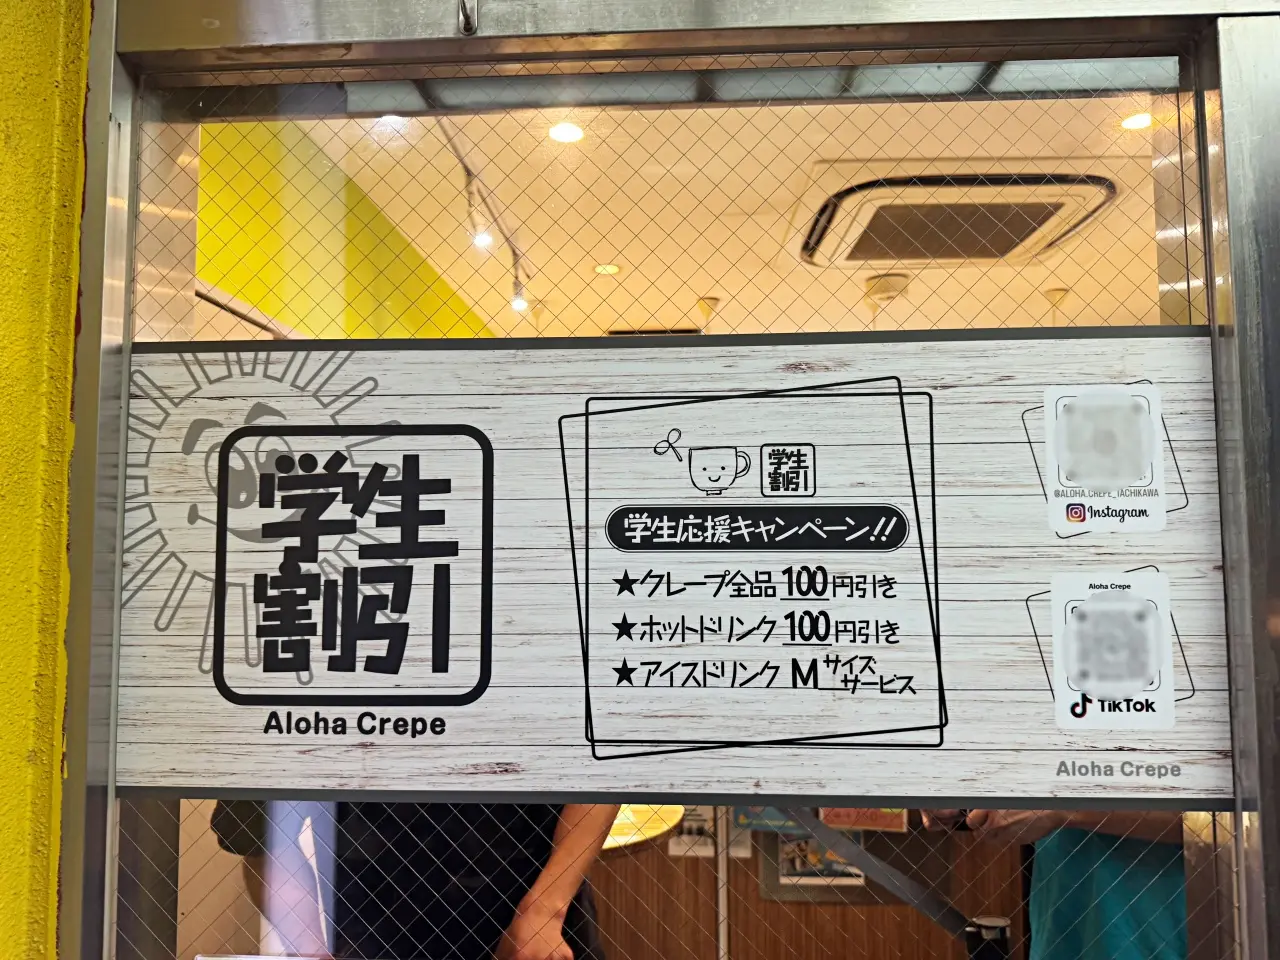 学生
割引
Aloha Crepe
学生
割引
学生応援キャンペーン!!
★クレープ全品 100円引き
★ホットドリンク 100円引き
★アイスドリンク Mサイズサービス
@ALOHA.CREPE_TACHIKAWA
Instagram
Aloha Crepe
TikTok
Aloha Crepe